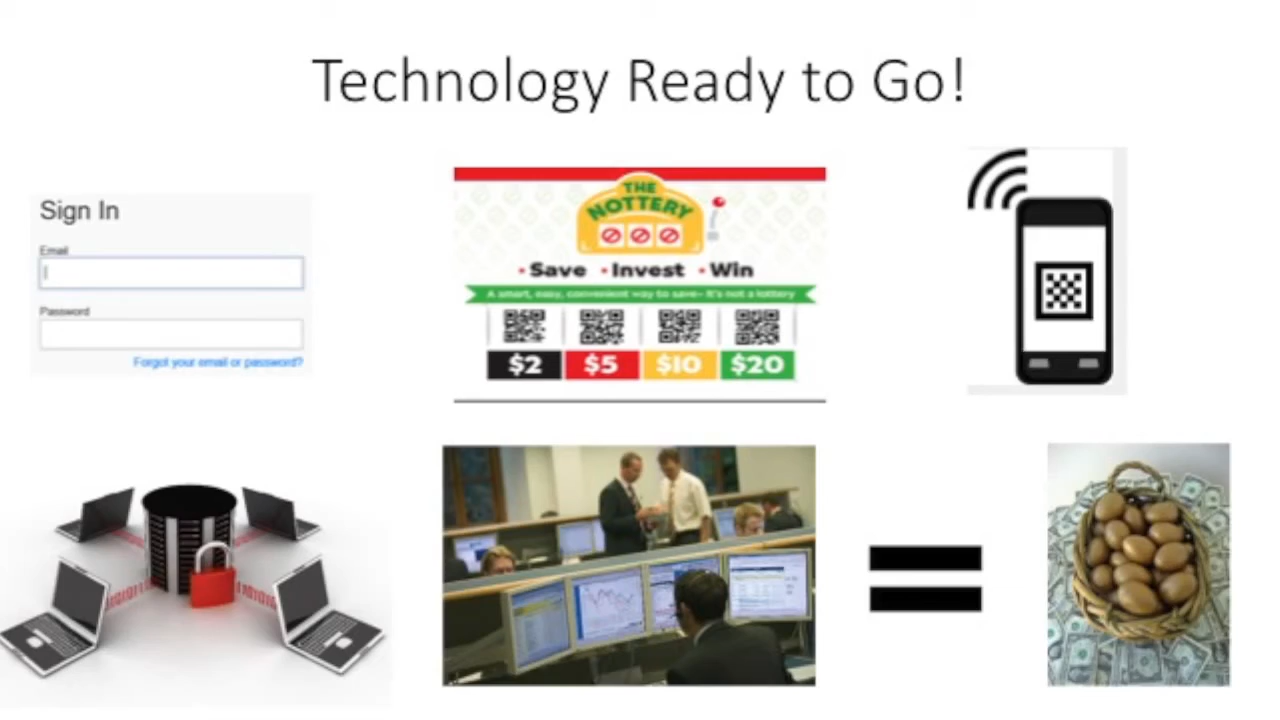 Technology Ready to Go!
Sign In
Email
Password
Forgot your email or password?
THE
NOTTERY
• Save • Invest • Win
A smart, easy, convenient way to save- It's not a lottery
$2 $5 $10 $20